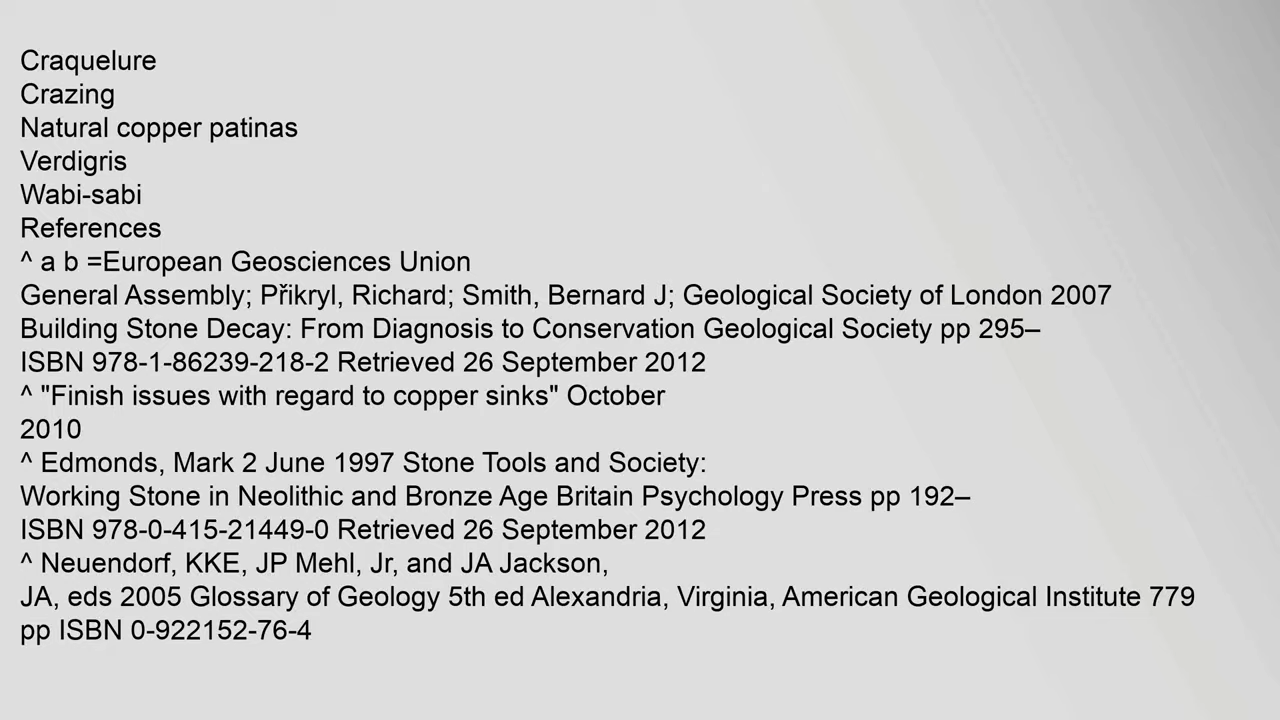 Craquelure
Crazing
Natural copper patinas
Verdigris
Wabi-sabi
References
^ a b =European Geosciences Union
General Assembly; Přikryl, Richard; Smith, Bernard J; Geological Society of London 2007
Building Stone Decay: From Diagnosis to Conservation Geological Society pp 295–
ISBN 978-1-86239-218-2 Retrieved 26 September 2012
^ "Finish issues with regard to copper sinks" October
2010
^ Edmonds, Mark 2 June 1997 Stone Tools and Society:
Working Stone in Neolithic and Bronze Age Britain Psychology Press pp 192–
ISBN 978-0-415-21449-0 Retrieved 26 September 2012
^ Neuendorf, KKE, JP Mehl, Jr, and JA Jackson,
JA, eds 2005 Glossary of Geology 5th ed Alexandria, Virginia, American Geological Institute 779
pp ISBN 0-922152-76-4